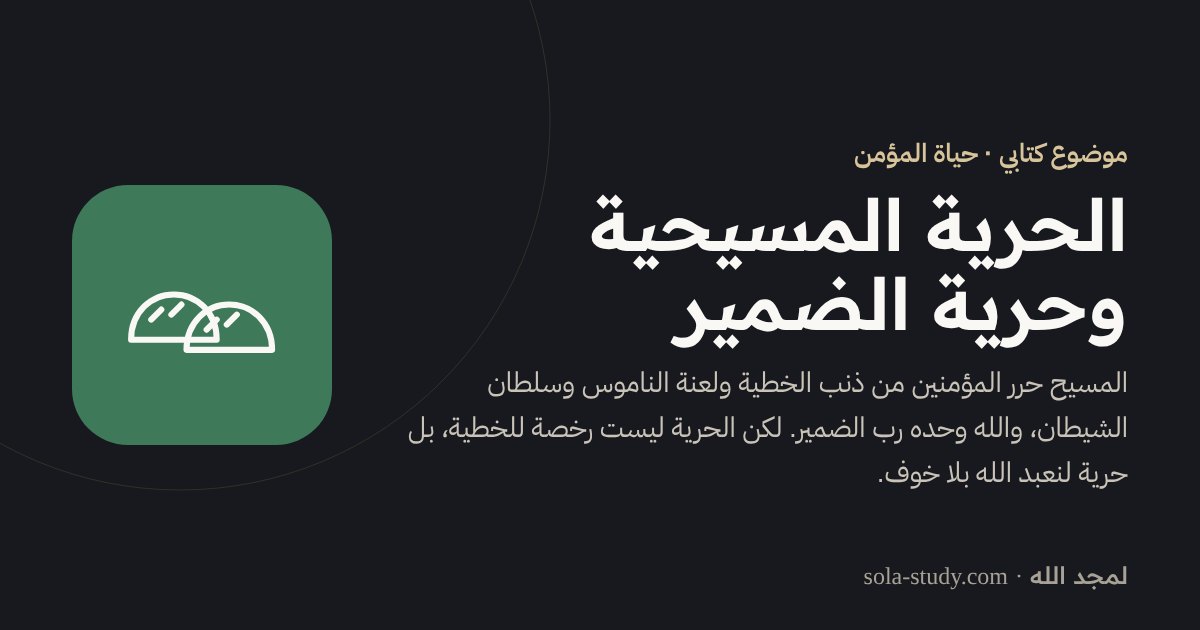 موضوع كتابي · حياة المؤمن
الحرية المسيحية
وحرية الضمير
المسيح حرر المؤمنين من ذنب الخطية ولعنة الناموس وسلطان
الشيطان، والله وحده رب الضمير. لكن الحرية ليست رخصة للخطية، بل
حرية لنعبد الله بلا خوف.
لمجد الله · sola-study.com